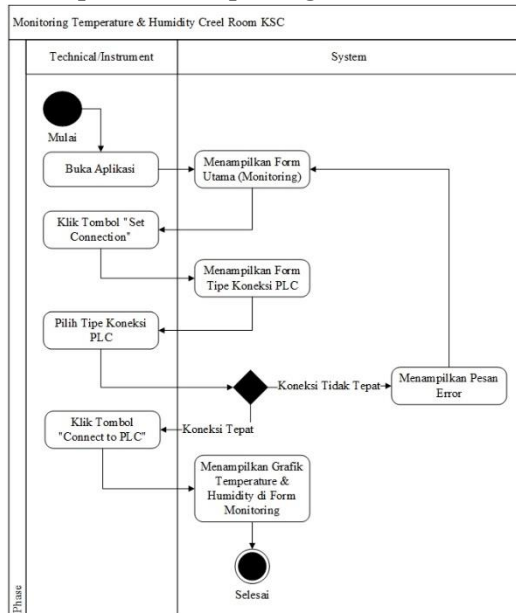 Monitoring Temperature & Humidity Creel Room KSC
Technical/Instrument
System
Mulai
Buka Aplikasi
Menampilkan Form
Utama (Monitoring)
Klik Tombol "Set
Connection"
Menampilkan Form
Tipe Koneksi PLC
Pilih Tipe Koneksi
PLC
Koneksi Tidak Tepat
Menampilkan Pesan
Error
Klik Tombol
"Connect to PLC"
Koneksi Tepat
Menampilkan Grafik
Temperature &
Humidity di Form
Monitoring
Selesai
Phase